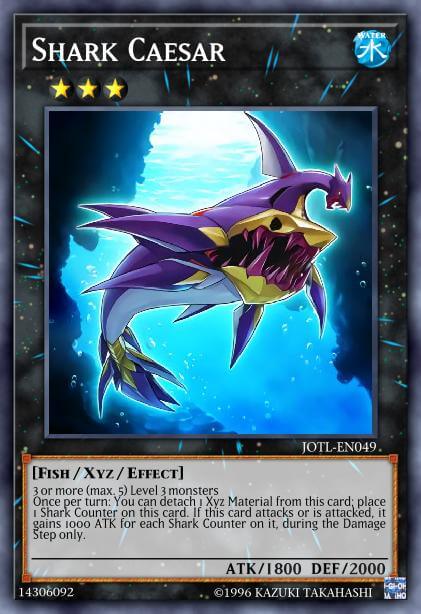 Shark Caesar
WATER
水
JOTL-EN049
[Fish / Xyz / Effect]
3 or more (max. 5) Level 3 monsters
Once per turn: You can detach 1 Xyz Material from this card; place
1 Shark Counter on this card. If this card attacks or is attacked, it
gains 1000 ATK for each Shark Counter on it, during the Damage
Step only.
ATK/1800 DEF/2000
14306092
©1996 KAZUKI TAKAHASHI